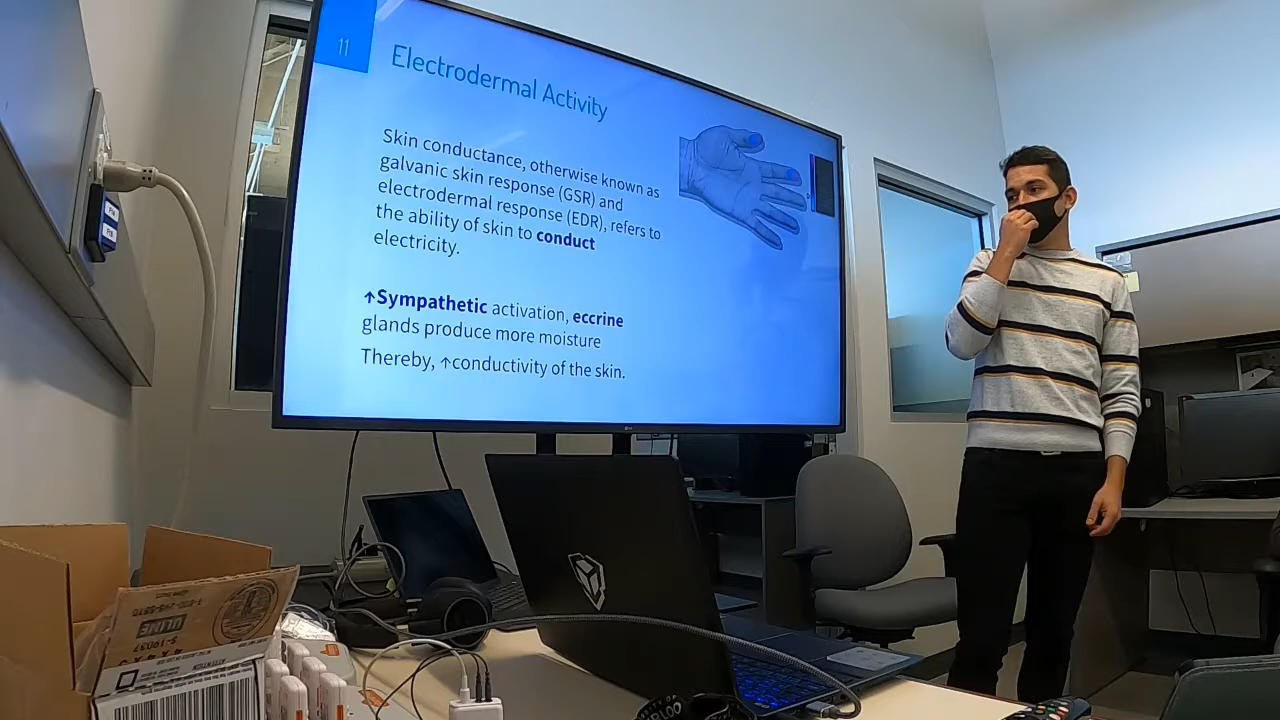 11
Electrodermal Activity
Skin conductance, otherwise known as
galvanic skin response (GSR) and
electrodermal response (EDR), refers to
the ability of skin to conduct
electricity.
↑Sympathetic activation, eccrine
glands produce more moisture
Thereby, ↑conductivity of the skin.
LG
ULINE
S-19037